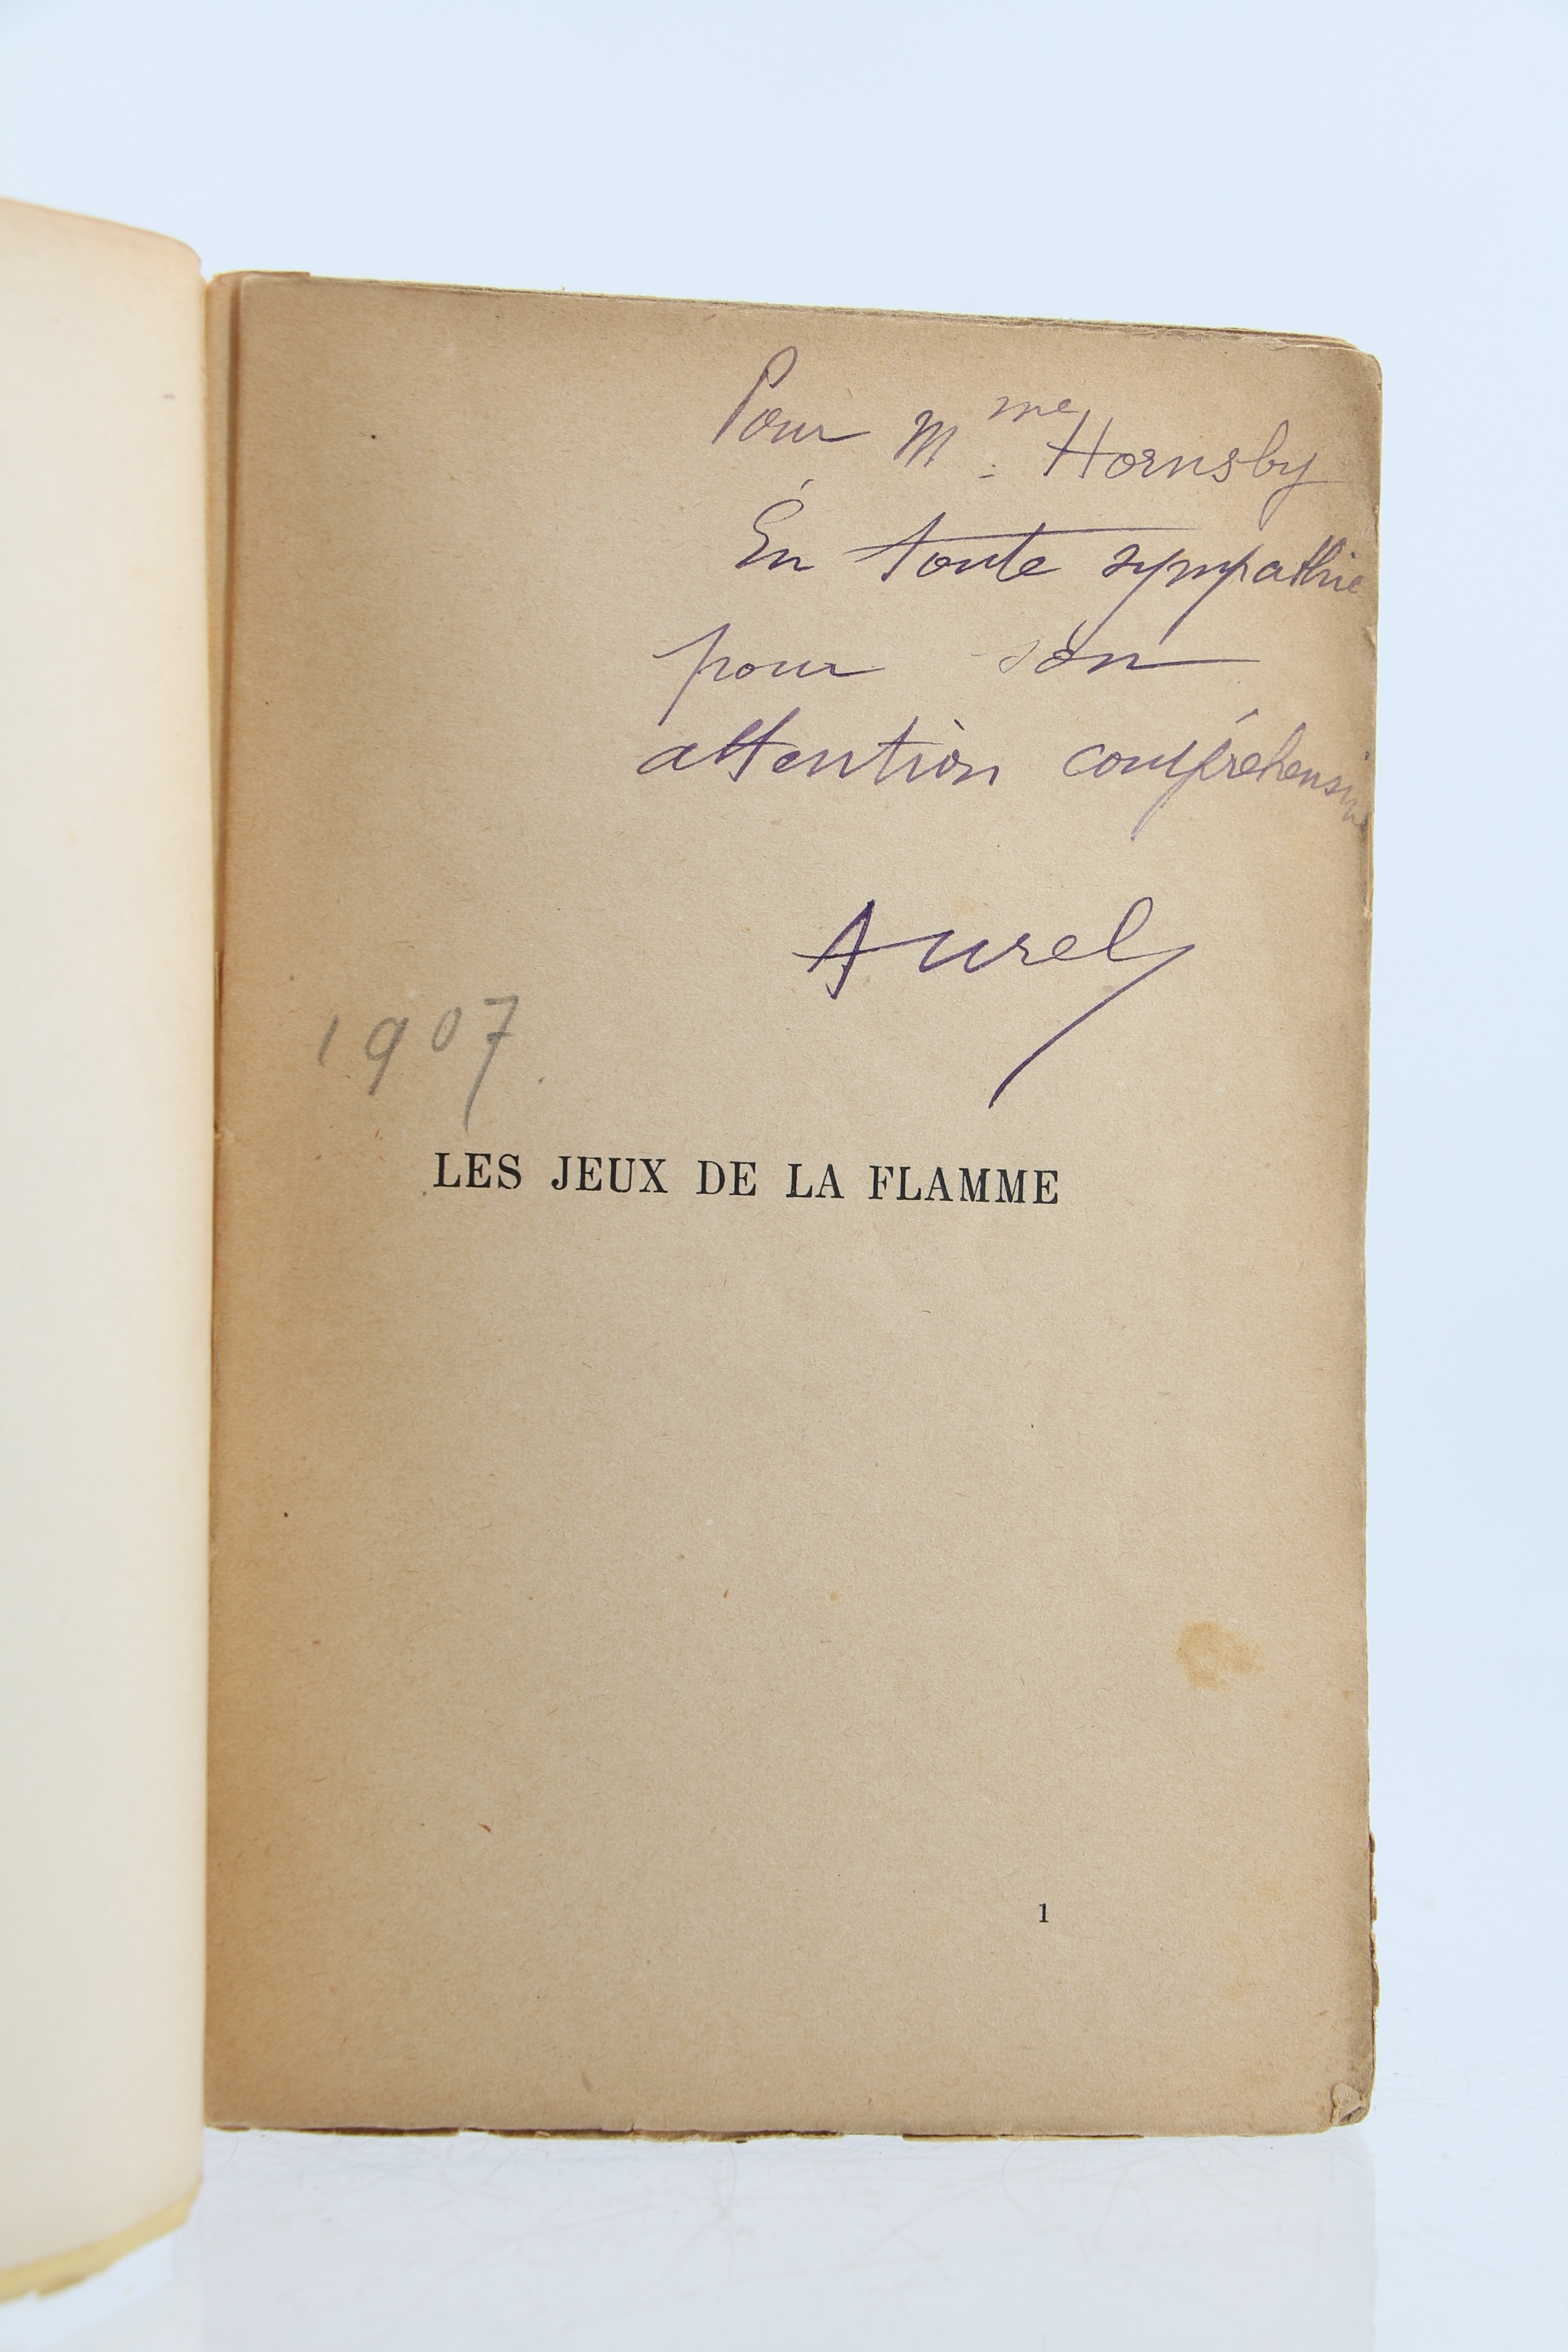 Pour Mme Hornsby
En toute sympathie
pour son
attention compréhensive
Aurel
1907
LES JEUX DE LA FLAMME
1